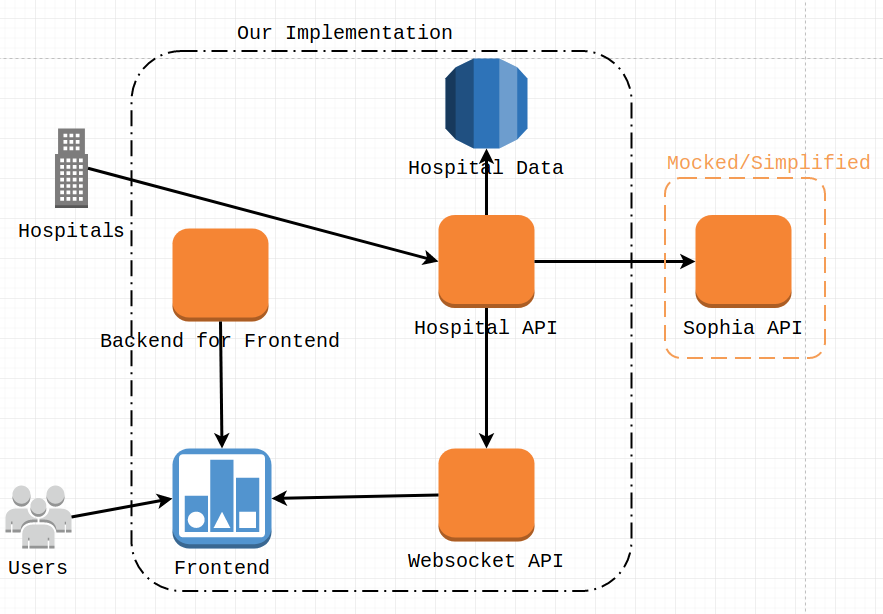 Our Implementation
Hospital Data
Mocked/Simplified
Hospitals
Hospital API
Sophia API
Backend for Frontend
Websocket API
Users
Frontend